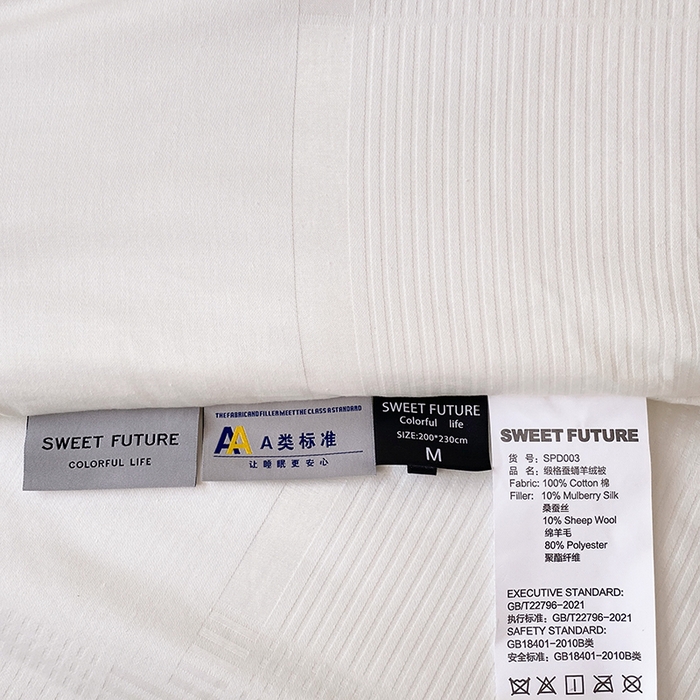 SWEET FUTURE
COLORFUL LIFE
THE FABRIC AND FILLER MEET THE CLASS A STANDARD
AA A类标准
让睡眠更安心
SWEET FUTURE
Colorful life
SIZE:200*230cm
M
SWEET FUTURE
货 号: SPD003
品 名: 缎格蚕蛹羊绒被
Fabric: 100% Cotton 棉
Filler: 10% Mulberry Silk
桑蚕丝
10% Sheep Wool
绵羊毛
80% Polyester
聚酯纤维
EXECUTIVE STANDARD:
GB/T22796-2021
执行标准: GB/T22796-2021
SAFETY STANDARD:
GB18401-2010B类
安全标准: GB18401-2010B类